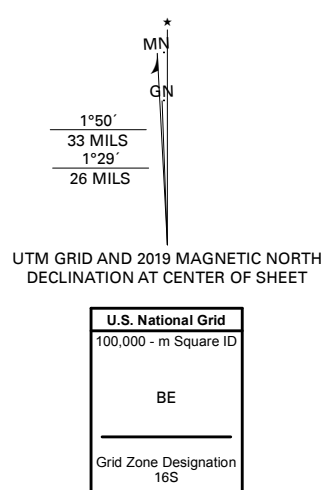 MN
GN
1°50´
33 MILS
1°29´
26 MILS
UTM GRID AND 2019 MAGNETIC NORTH
DECLINATION AT CENTER OF SHEET
U.S. National Grid
100,000 - m Square ID
BE
Grid Zone Designation
16S